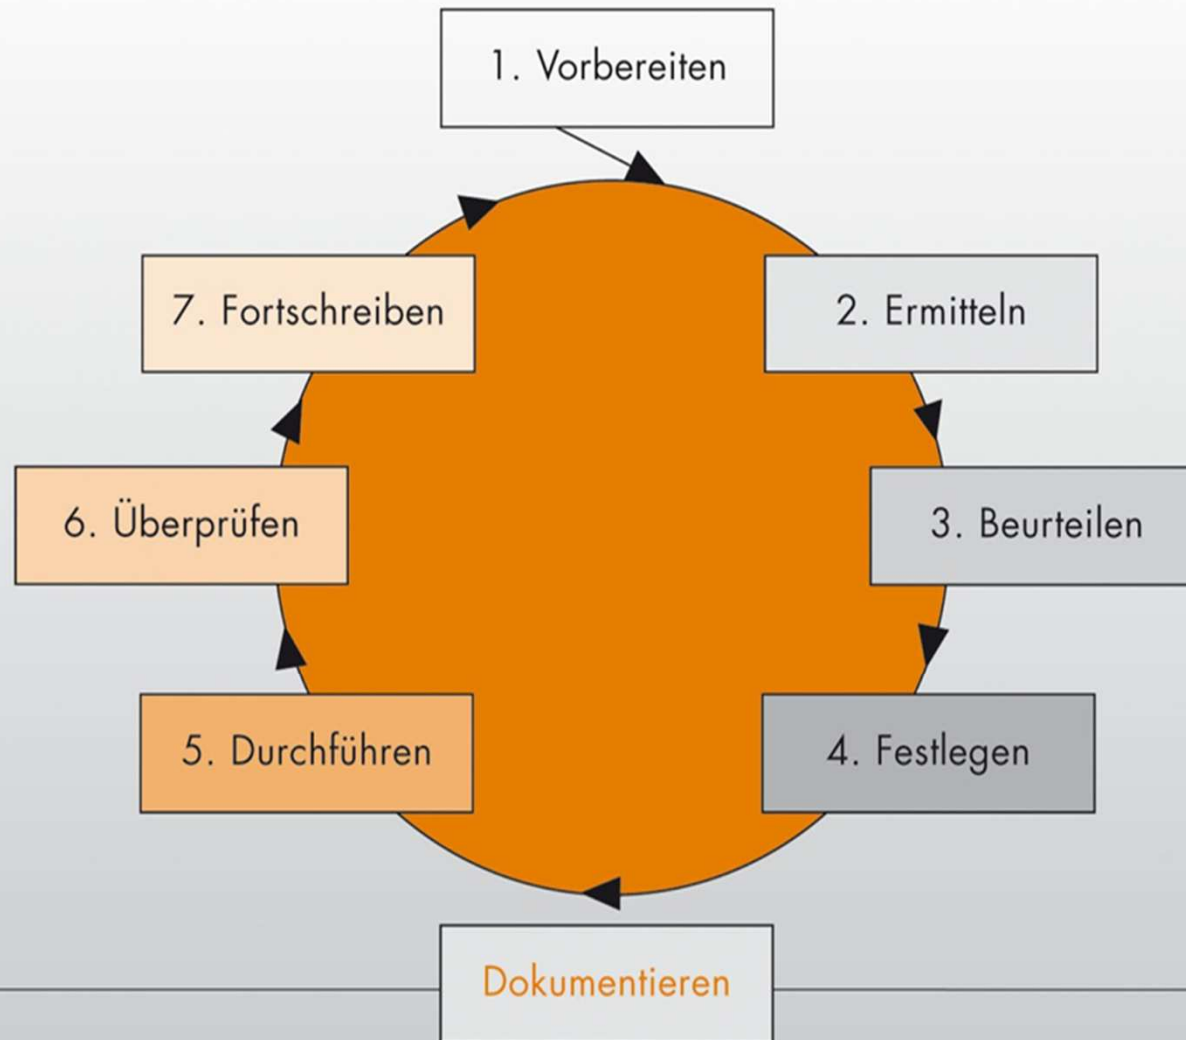 1. Vorbereiten
2. Ermitteln
3. Beurteilen
4. Festlegen
5. Durchführen
6. Überprüfen
7. Fortschreiben
Dokumentieren